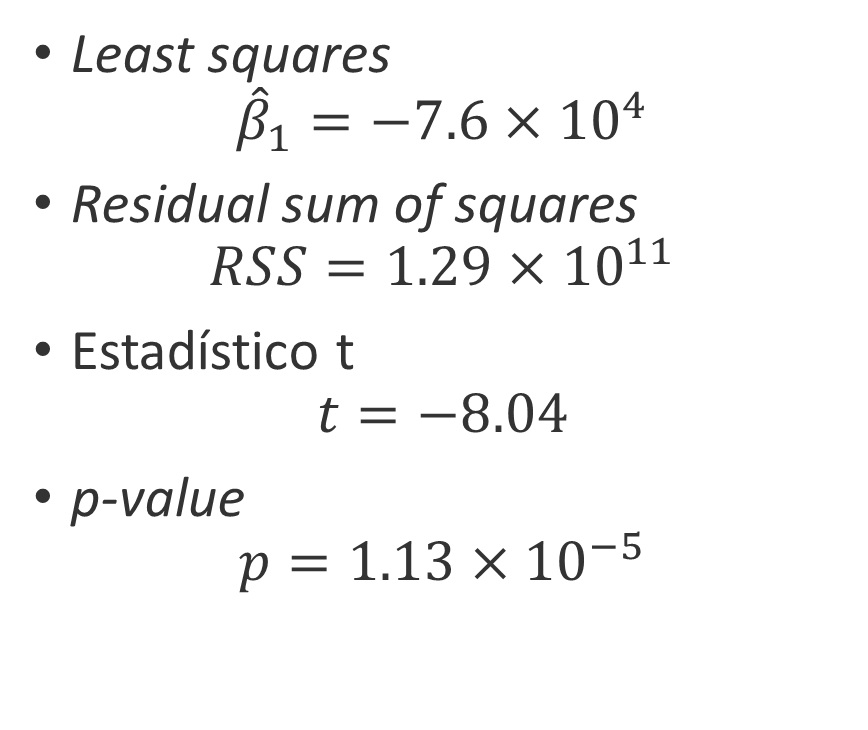 • Least squares
β̂₁ = −7.6 × 10⁴
• Residual sum of squares
RSS = 1.29 × 10¹¹
• Estadístico t
t = −8.04
• p-value
p = 1.13 × 10⁻⁵